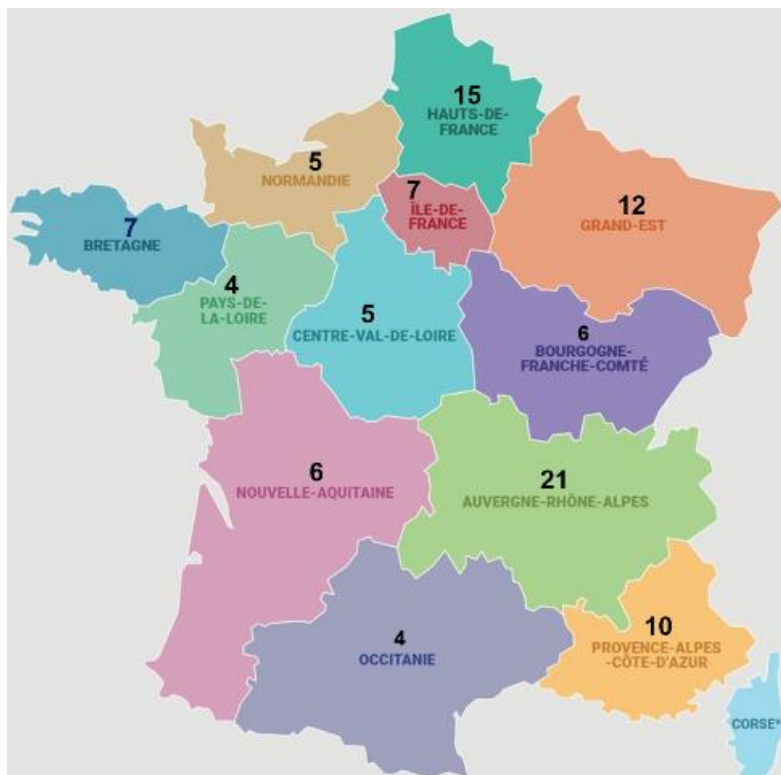 15
HAUTS-DE-
FRANCE
5
NORMANDIE
7
ÎLE-DE-
FRANCE
12
GRAND-EST
7
BRETAGNE
4
PAYS-DE-
LA-LOIRE
5
CENTRE-VAL-DE-LOIRE
6
BOURGOGNE-
FRANCHE-COMTÉ
6
NOUVELLE-AQUITAINE
21
AUVERGNE-RHÔNE-ALPES
4
OCCITANIE
10
PROVENCE-ALPES
-CÔTE-D'AZUR
CORSE*